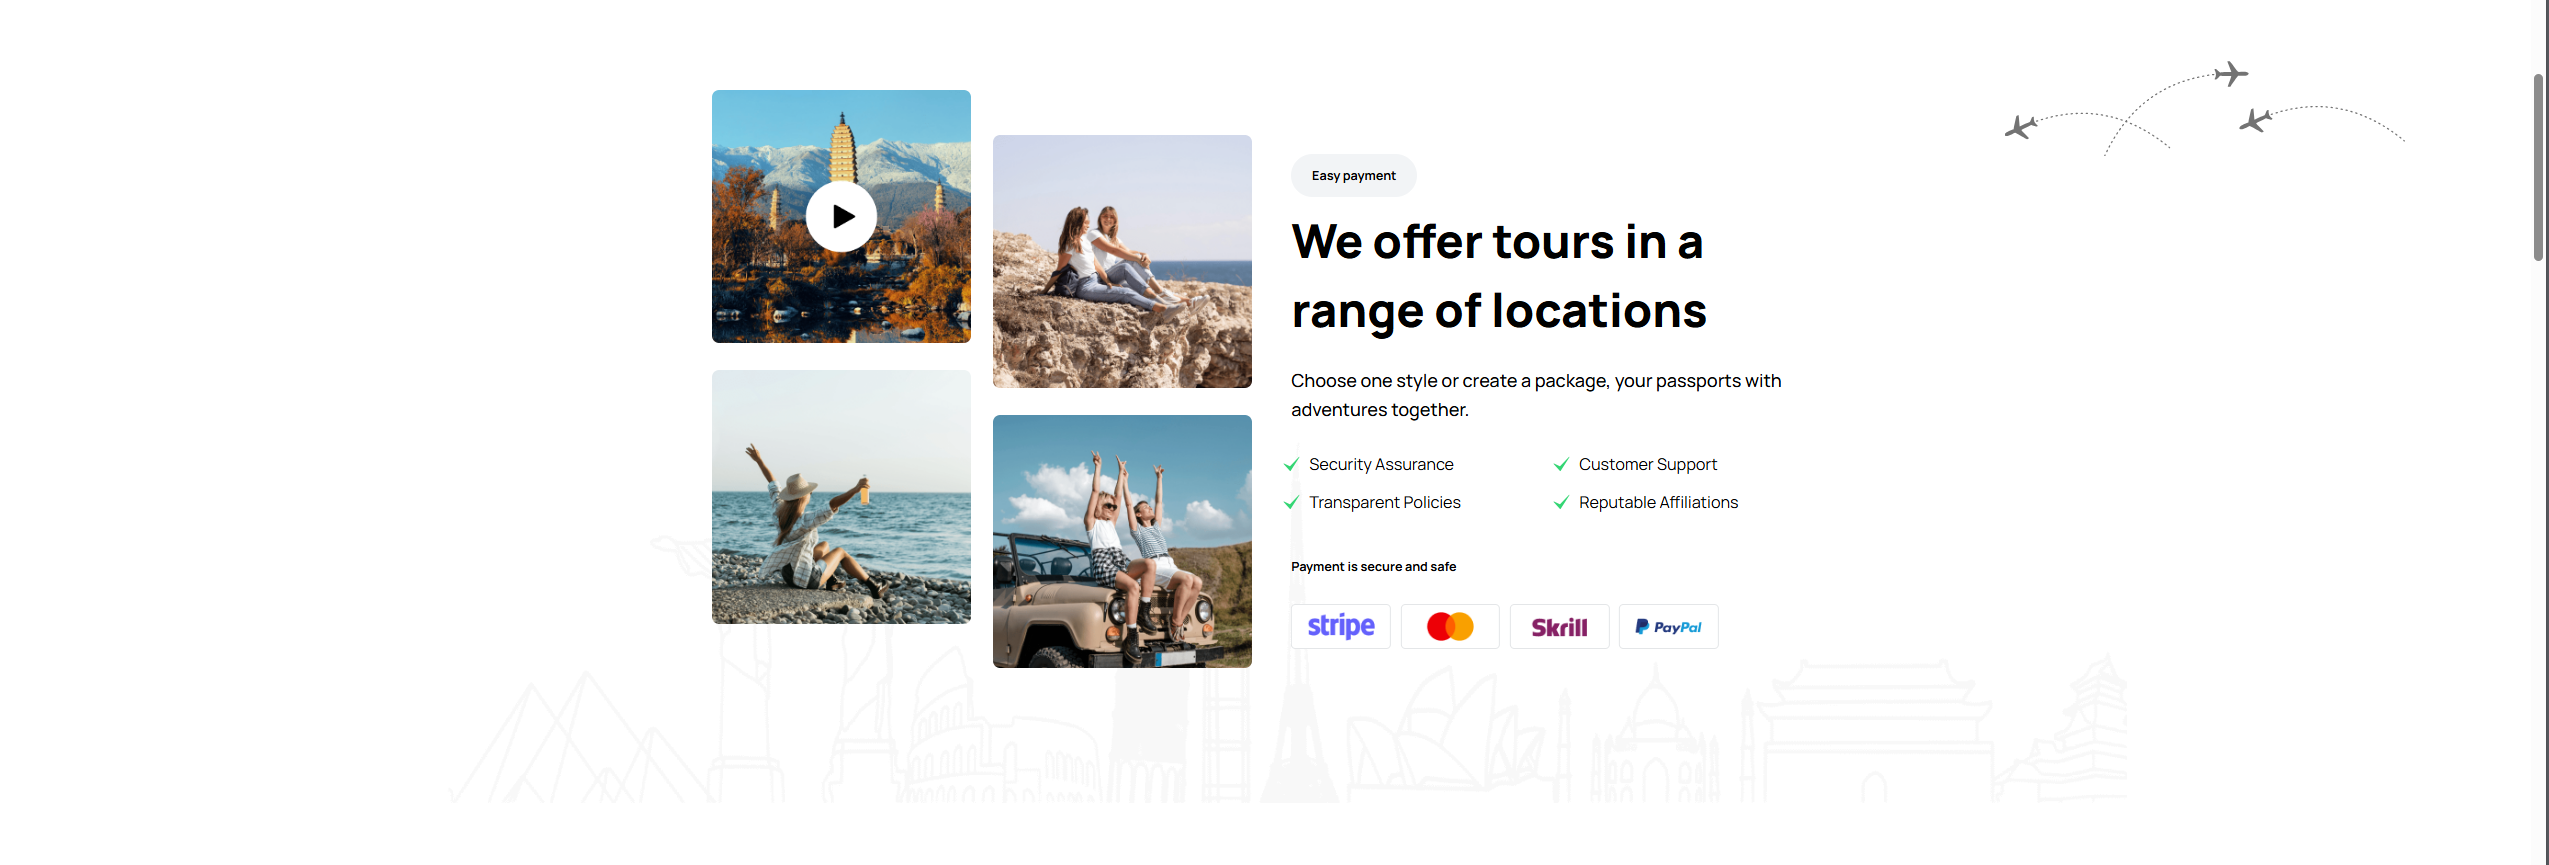 Easy payment
We offer tours in a
range of locations
Choose one style or create a package, your passports with
adventures together.
Security Assurance
Customer Support
Transparent Policies
Reputable Affiliations
Payment is secure and safe
stripe
Skrill
PayPal